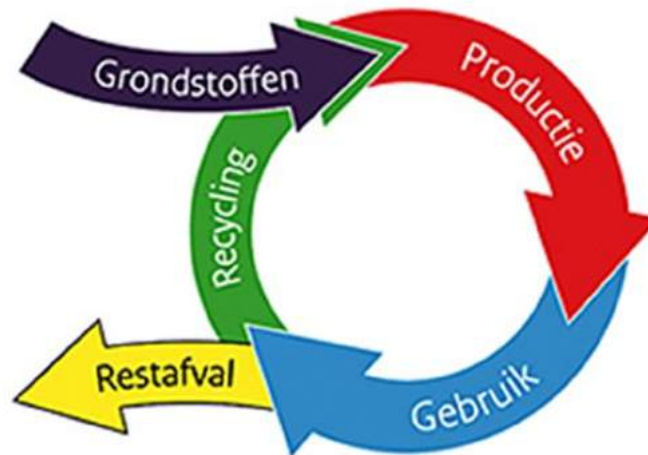 Grondstoffen
Productie
Gebruik
Recycling
Restafval